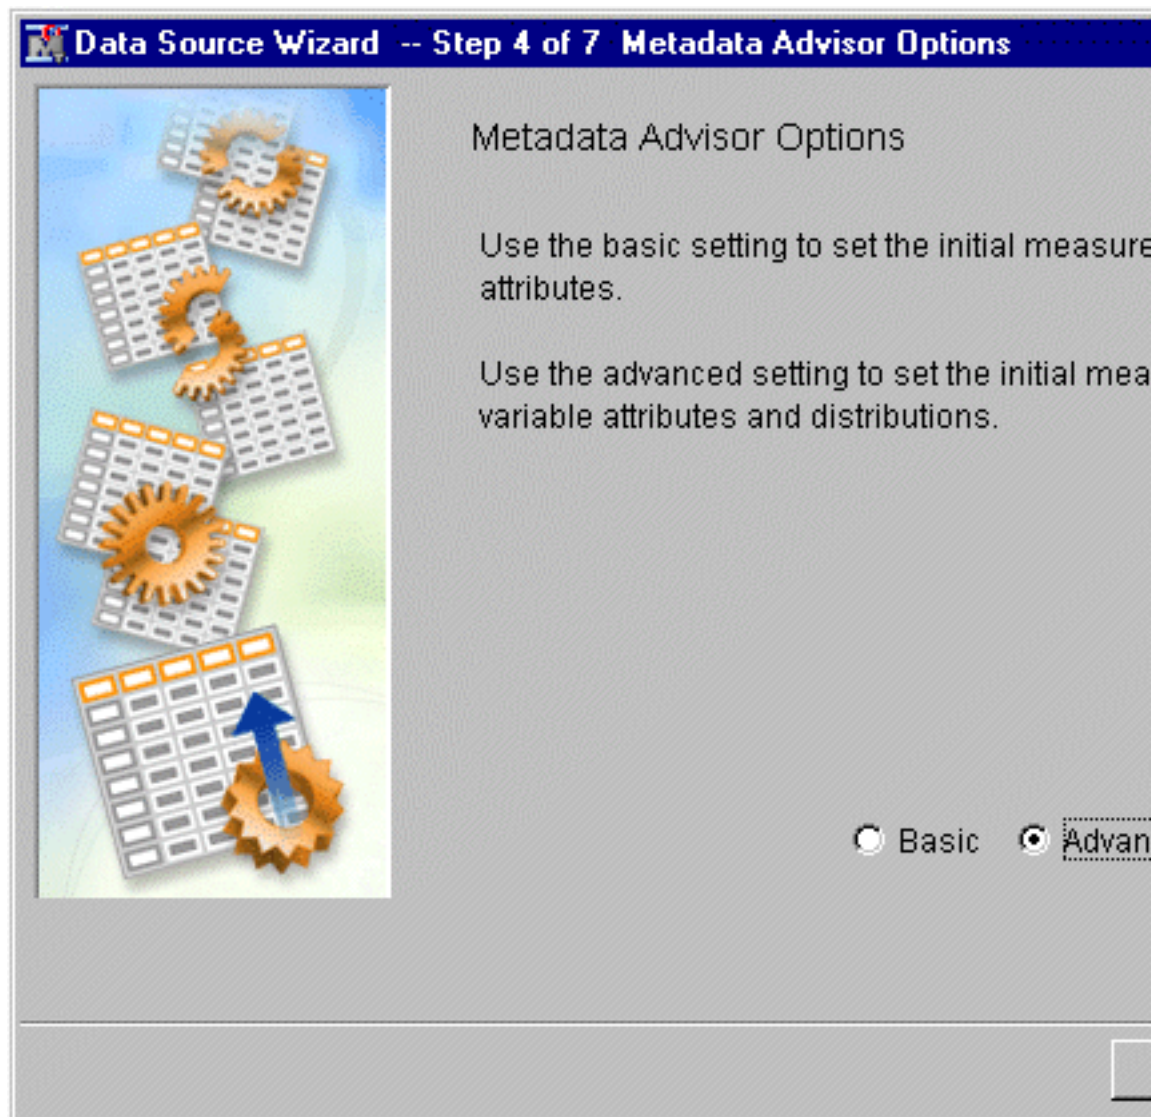 Data Source Wizard -- Step 4 of 7 Metadata Advisor Options
Metadata Advisor Options
Use the basic setting to set the initial measure
attributes.
Use the advanced setting to set the initial mea
variable attributes and distributions.
Basic Advan